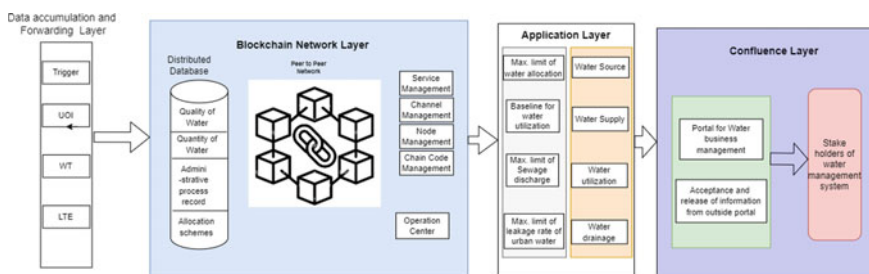 Data accumulation and
Forwarding Layer
Trigger
UOI
WT
LTE
Blockchain Network Layer
Distributed
Database
Quality of
Water
Quantity of
Water
Admini
-strative
process
record
Allocation
schemes
Peer to Peer
Network
Service
Management
Channel
Management
Node
Management
Chain Code
Management
Operation
Center
Application Layer
Max. limit of
water allocation
Baseline for
water
utilization
Max. limit of
Sewage
discharge
Max. limit of
leakage rate of
urban water
Water Source
Water Supply
Water
utilization
Water
drainage
Confluence Layer
Portal for Water
business
management
Acceptance and
release of information
from outside portal
Stake
holders of
water
management
system